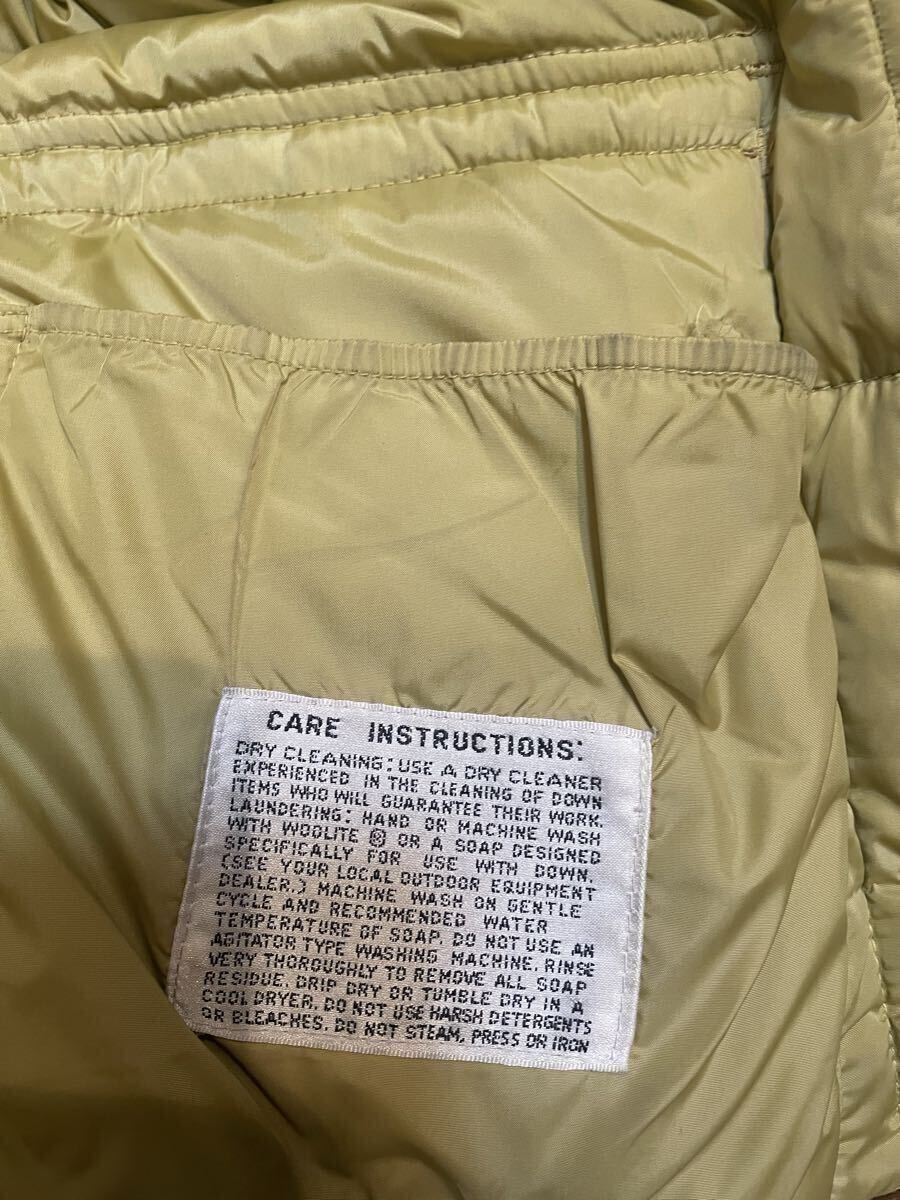 CARE INSTRUCTIONS:
DRY CLEANING: USE A DRY CLEANER
EXPERIENCED IN THE CLEANING OF DOWN
ITEMS WHO WILL GUARANTEE THEIR WORK.
LAUNDERING: HAND OR MACHINE WASH
WITH WOOLITE ® OR A SOAP DESIGNED
SPECIFICALLY FOR USE WITH DOWN.
(SEE YOUR LOCAL OUTDOOR EQUIPMENT
DEALER.) MACHINE WASH ON GENTLE
CYCLE AND RECOMMENDED WATER
TEMPERATURE OF SOAP. DO NOT USE AN
AGITATOR TYPE WASHING MACHINE. RINSE
VERY THOROUGHLY TO REMOVE ALL SOAP
RESIDUE. DRIP DRY OR TUMBLE DRY IN A
COOL DRYER. DO NOT USE HARSH DETERGENTS
OR BLEACHES. DO NOT STEAM, PRESS OR IRON